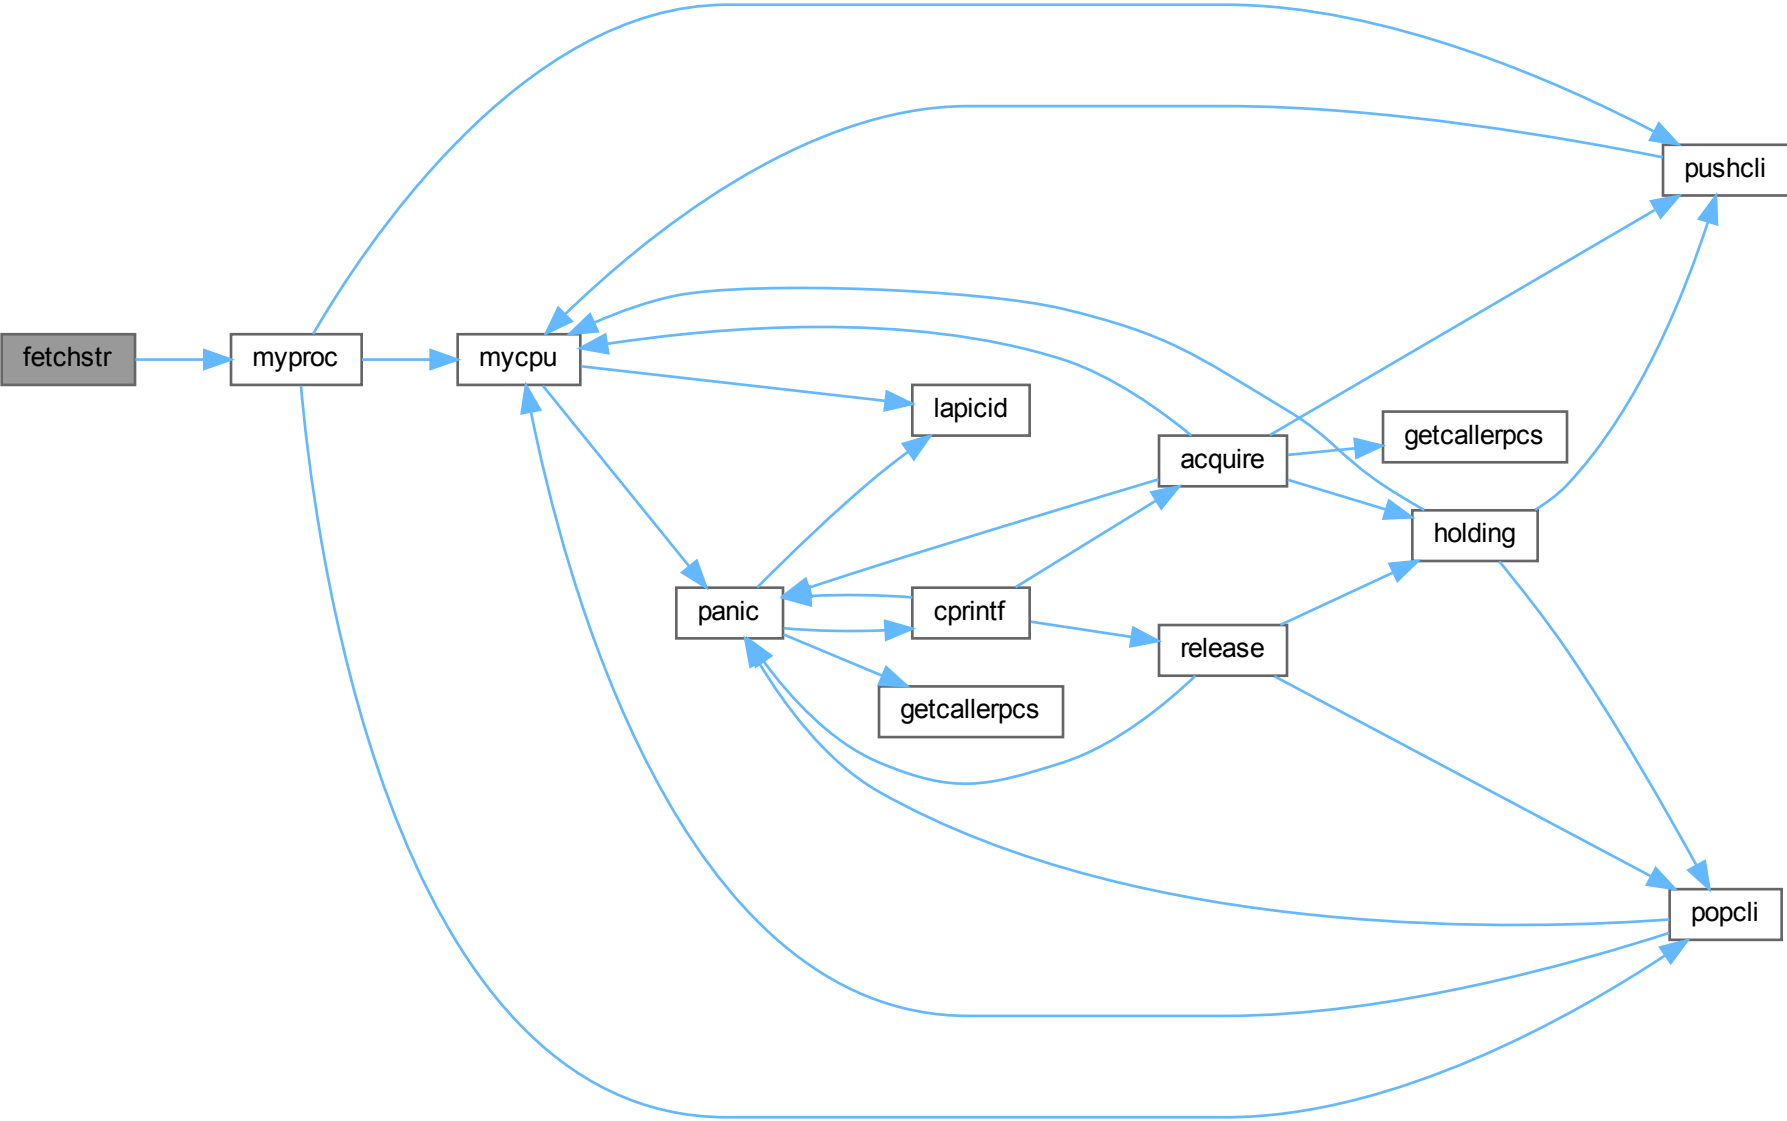 pushcli
fetchstr
myproc
mycpu
lapicid
getcallerpcs
acquire
holding
panic
cprintf
release
getcallerpcs
popcli